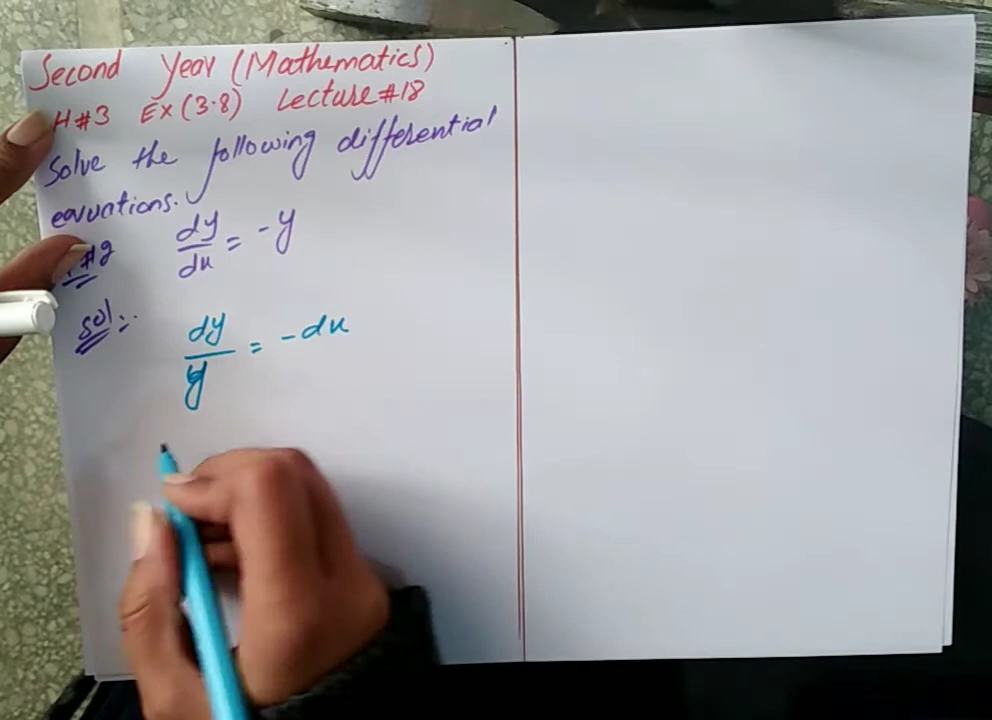 Second Year (Mathematics)
H#3 Ex(3.8) Lecture#18
Solve the following differential
equations.
#2 dy/dx = -y
Sol:-
dy/y = -dx